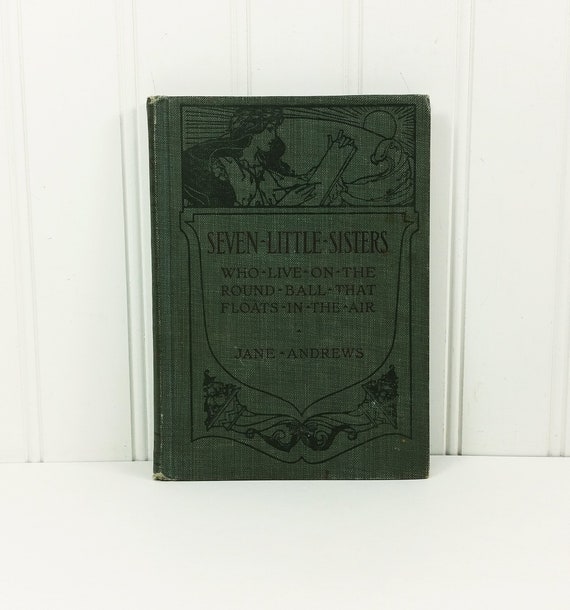 SEVEN-LITTLE-SISTERS
WHO-LIVE-ON-THE
ROUND-BALL-THAT
FLOATS-IN-THE-AIR
JANE-ANDREWS